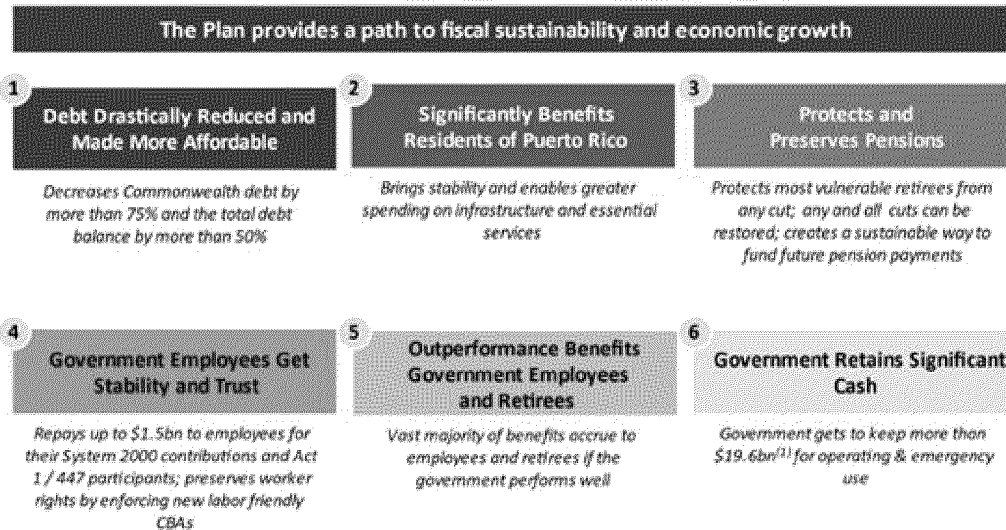 The Plan provides a path to fiscal sustainability and economic growth
1
Debt Drastically Reduced and
Made More Affordable
Decreases Commonwealth debt by
more than 75% and the total debt
balance by more than 50%
2
Significantly Benefits
Residents of Puerto Rico
Brings stability and enables greater
spending on infrastructure and essential
services
3
Protects and
Preserves Pensions
Protects most vulnerable retirees from
any cut; any and all cuts can be
restored; creates a sustainable way to
fund future pension payments
4
Government Employees Get
Stability and Trust
Repays up to $1.5bn to employees for
their System 2000 contributions and Act
1 / 447 participants; preserves worker
rights by enforcing new labor friendly
CBAs
5
Outperformance Benefits
Government Employees
and Retirees
Vast majority of benefits accrue to
employees and retirees if the
government performs well
6
Government Retains Significant
Cash
Government gets to keep more than
$19.6bn(1) for operating & emergency
use